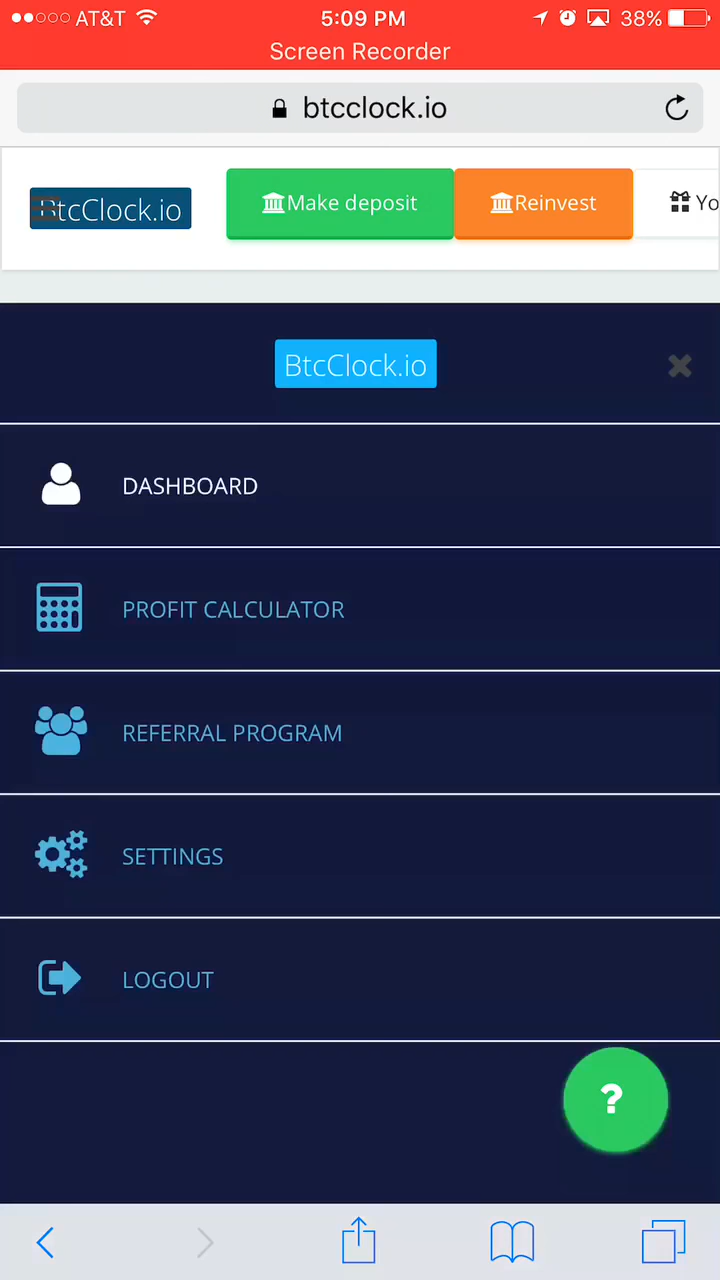 AT&T 5:09 PM 38%
Screen Recorder
btcclock.io
BtcClock.io Make deposit Reinvest Yo
BtcClock.io
DASHBOARD
PROFIT CALCULATOR
REFERRAL PROGRAM
SETTINGS
LOGOUT
?